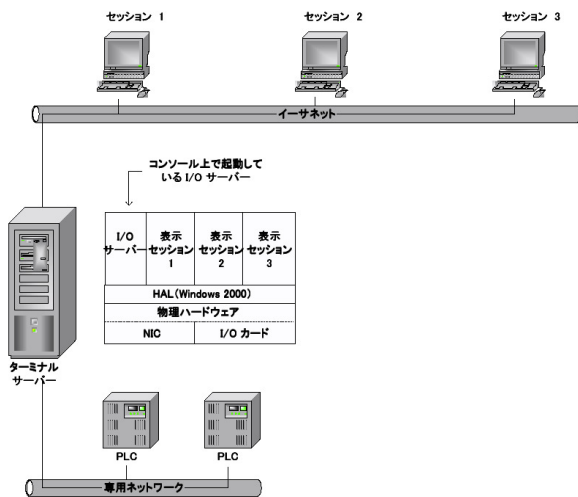 セッション 1
セッション 2
セッション 3
イーサネット
コンソール上で起動して
いる I/O サーバー
I/O
サーバー
表示
セッション
1
表示
セッション
2
表示
セッション
3
HAL(Windows 2000)
物理ハードウェア
NIC
I/O カード
ターミナル
サーバー
PLC
PLC
専用ネットワーク